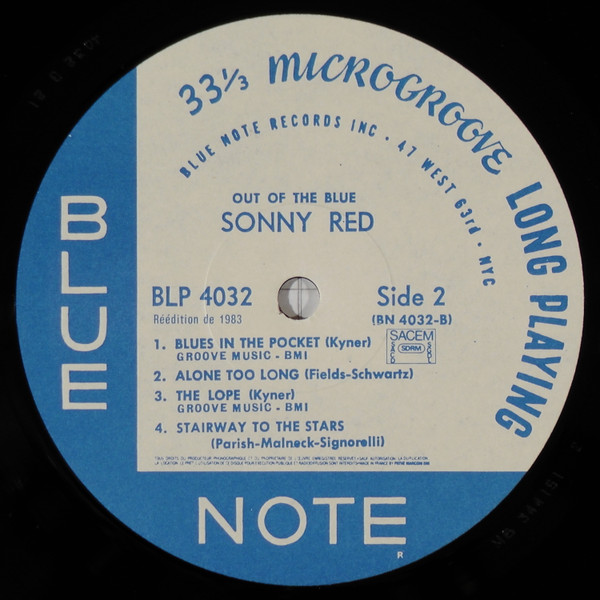 33⅓ MICROGROOVE LONG PLAYING
BLUE NOTE RECORDS INC · 47 WEST 63rd · NYC
OUT OF THE BLUE
SONNY RED
BLP 4032
Side 2
Réédition de 1983
(BN 4032-B)
SACEM
SDRM
1. BLUES IN THE POCKET (Kyner)
GROOVE MUSIC - BMI
2. ALONE TOO LONG (Fields-Schwartz)
3. THE LOPE (Kyner)
GROOVE MUSIC - BMI
4. STAIRWAY TO THE STARS
(Parish-Malneck-Signorelli)
BLUE
NOTE
R